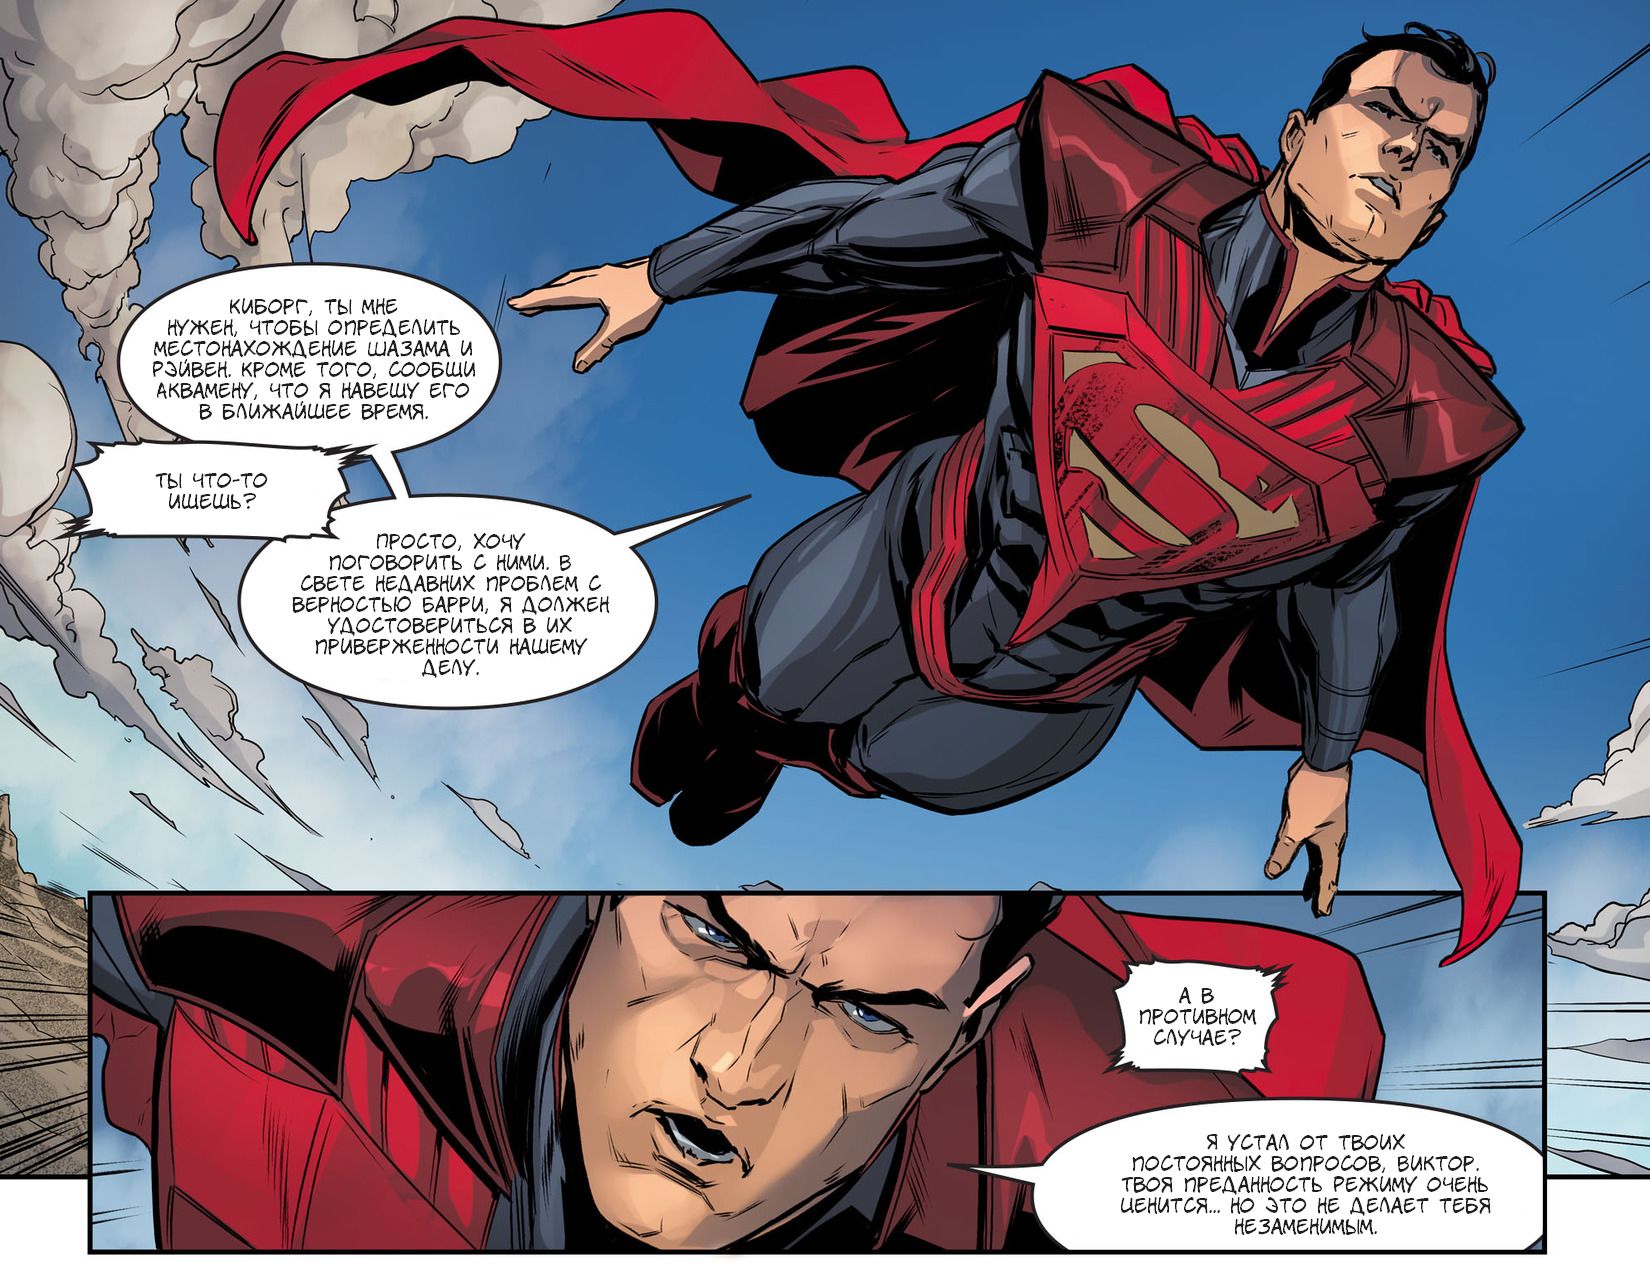 КИБОРГ, ТЫ МНЕ
НУЖЕН, ЧТОБЫ ОПРЕДЕЛИТЬ
МЕСТОНАХОЖДЕНИЕ ШАЗАМА И
РЭЙВЕН. КРОМЕ ТОГО, СООБЩИ
АКВАМЕНУ, ЧТО Я НАВЕЩУ ЕГО
В БЛИЖАЙШЕЕ ВРЕМЯ.
ТЫ ЧТО-ТО
ИЩЕШЬ?
ПРОСТО, ХОЧУ
ПОГОВОРИТЬ С НИМИ. В
СВЕТЕ НЕДАВНИХ ПРОБЛЕМ С
ВЕРНОСТЬЮ БАРРИ, Я ДОЛЖЕН
УДОСТОВЕРИТЬСЯ В ИХ
ПРИВЕРЖЕННОСТИ НАШЕМУ
ДЕЛУ.
А В
ПРОТИВНОМ
СЛУЧАЕ?
Я УСТАЛ ОТ ТВОИХ
ПОСТОЯННЫХ ВОПРОСОВ, ВИКТОР.
ТВОЯ ПРЕДАННОСТЬ РЕЖИМУ ОЧЕНЬ
ЦЕНИТСЯ... НО ЭТО НЕ ДЕЛАЕТ ТЕБЯ
НЕЗАМЕНИМЫМ.